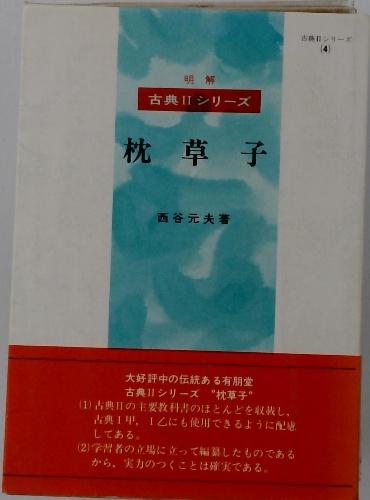 古典IIシリーズ
(4)
明解
古典IIシリーズ
枕草子
西谷元夫著
大好評中の伝統ある有朋堂
古典IIシリーズ “枕草子”
(1)古典IIの主要教科書のほとんどを収載し、
古典I甲、I乙にも使用できるように配慮
してある。
(2)学習者の立場に立って編纂したものである
から、実力のつくことは確実である。